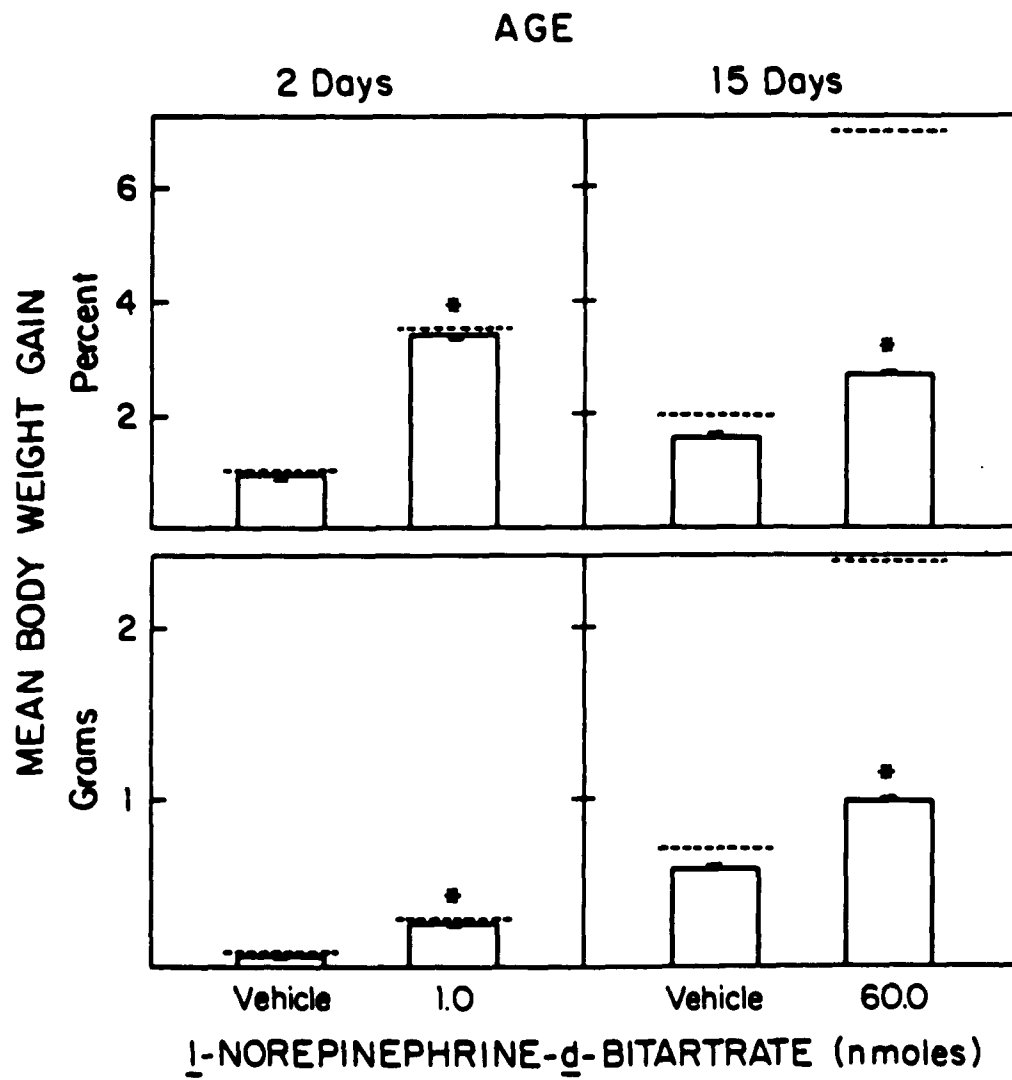 AGE
2 Days 15 Days
MEAN BODY WEIGHT GAIN
Percent
6
4
2
* *
Grams
2
1
* *
Vehicle 1.0 Vehicle 60.0
l-NOREPINEPHRINE-d-BITARTRATE (nmoles)